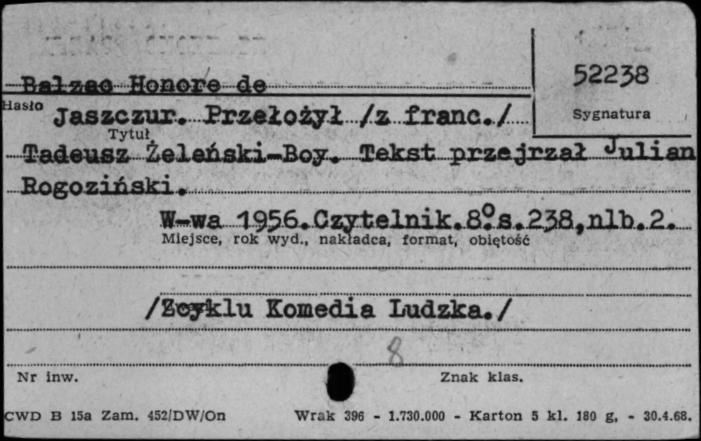 Balzac Honore de
52238
Hasło
Jaszczur. Przełożył /z franc./
Sygnatura
Tytuł
Tadeusz Żeleński-Boy. Tekst przejrzał Julian
Rogoziński.
W-wa 1956.Czytelnik.8°.s.238,nlb.2.
Miejsce, rok wyd., nakładca, format, objętość
/Zcyklu Komedia Ludzka./
8
Nr inw.
Znak klas.
CWD B 15a Zam. 452/DW/On
Wrak 396 - 1.730.000 - Karton 5 kl. 180 g. - 30.4.68.